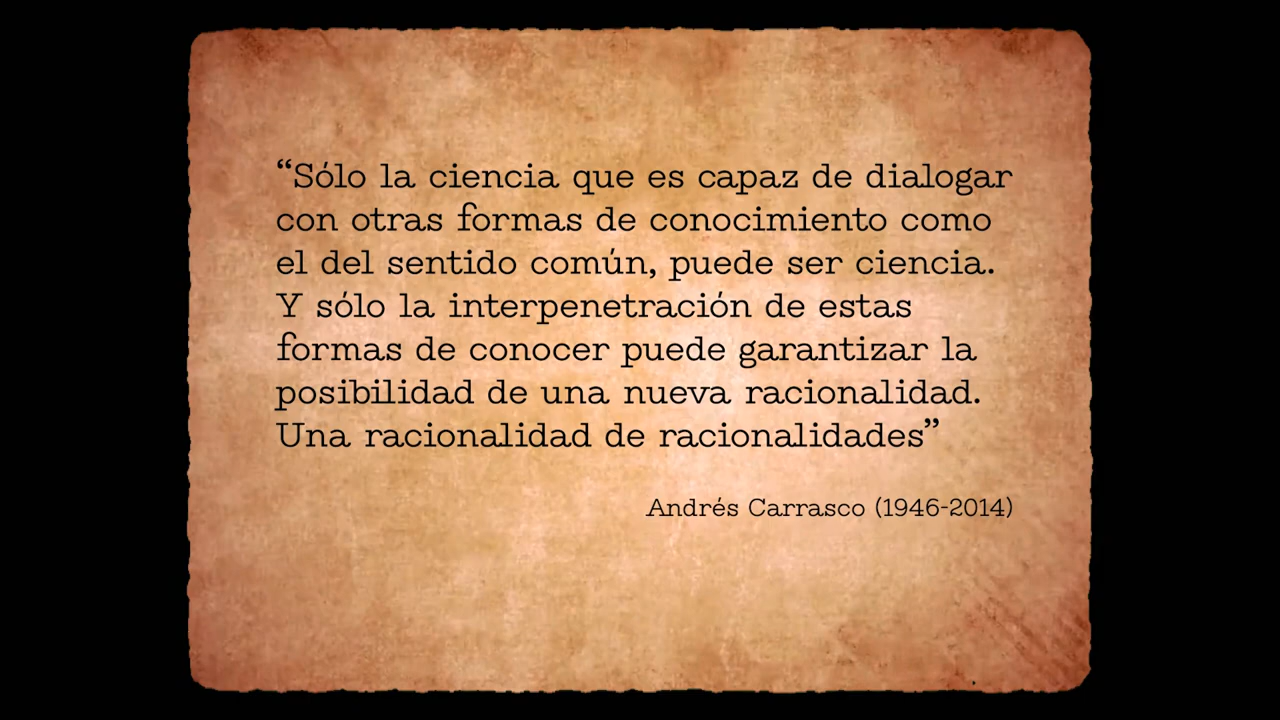 “Sólo la ciencia que es capaz de dialogar
con otras formas de conocimiento como
el del sentido común, puede ser ciencia.
Y sólo la interpenetración de estas
formas de conocer puede garantizar la
posibilidad de una nueva racionalidad.
Una racionalidad de racionalidades”
Andrés Carrasco (1946-2014)